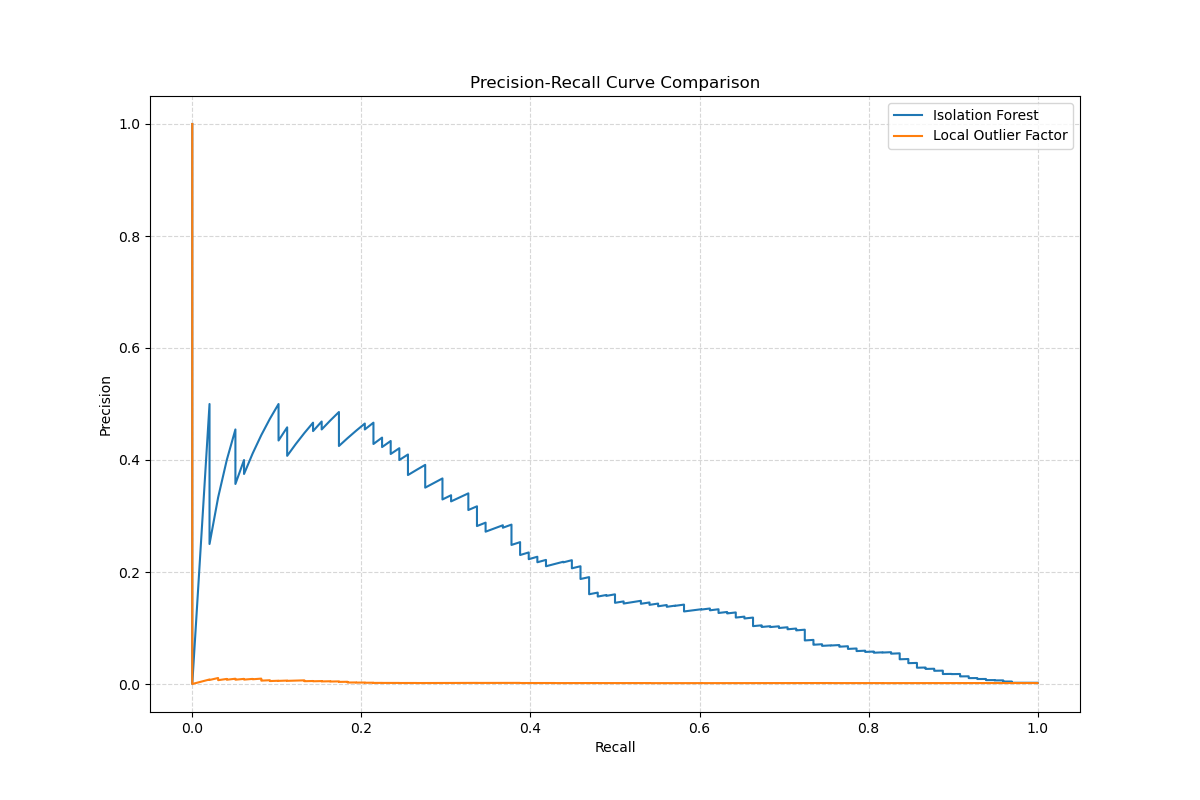 Precision-Recall Curve Comparison
Isolation Forest
Local Outlier Factor
1.0
0.8
0.6
0.4
0.2
0.0
Precision
0.0 0.2 0.4 0.6 0.8 1.0
Recall